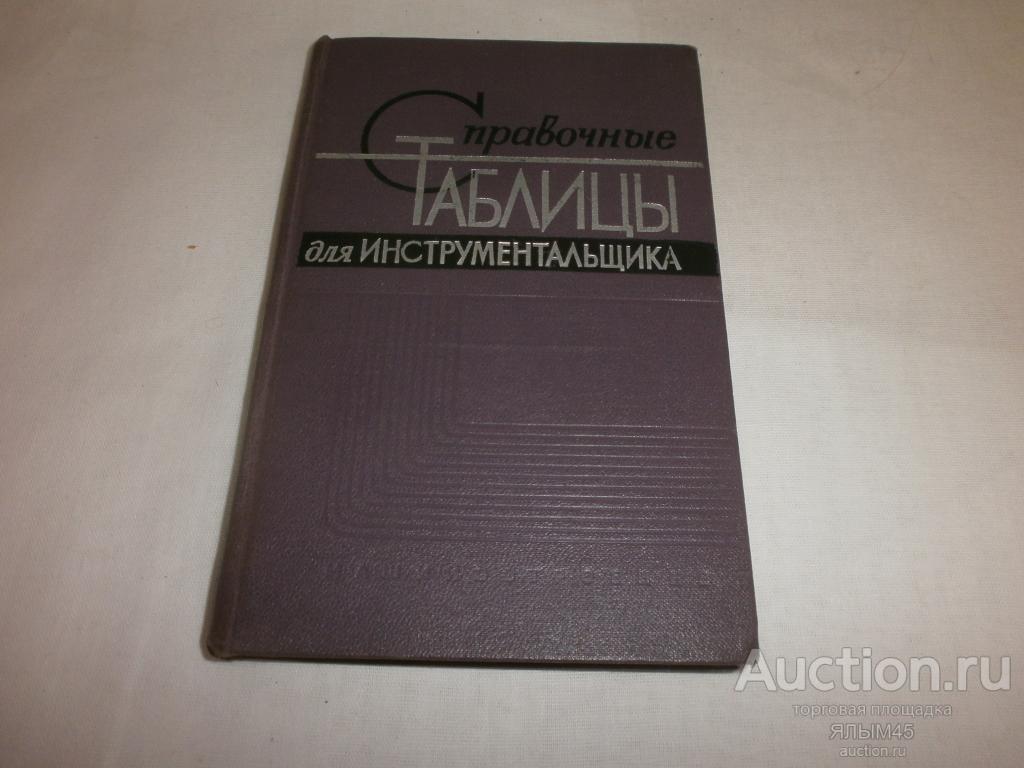 Справочные
ТАБЛИЦЫ
для ИНСТРУМЕНТАЛЬЩИКА
Auction.ru
торговая площадка
ЯЛЫМ45
auction.ru